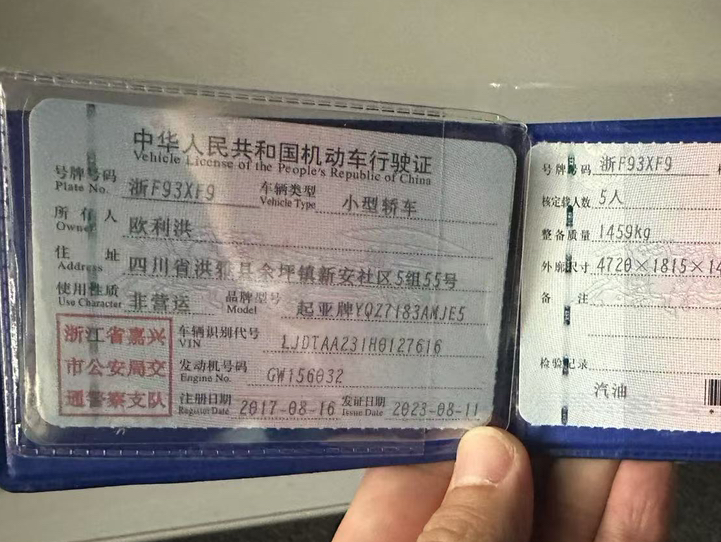 中华人民共和国机动车行驶证
Vehicle License of the People's Republic of China
号牌号码 浙F93XF9 车辆类型 小型轿车
Plate No. Vehicle Type
所有人 欧利洪
Owner
住址 四川省洪雅县余坪镇新安社区5组55号
Address
使用性质 非营运 品牌型号 起亚牌YQZ7183AMJE5
Use Character Model
浙江省嘉兴
市公安局交
通警察支队
车辆识别代号 LJDTAA231H0127616
VIN
发动机号码 GW156032
Engine No.
注册日期 2017-08-16 发证日期 2023-08-11
Register Date Issue Date
号牌号码 浙F93XF9
核定载人数 5人
整备质量 1459kg
外廓尺寸 4720×1815×14
备注
检验记录
汽油